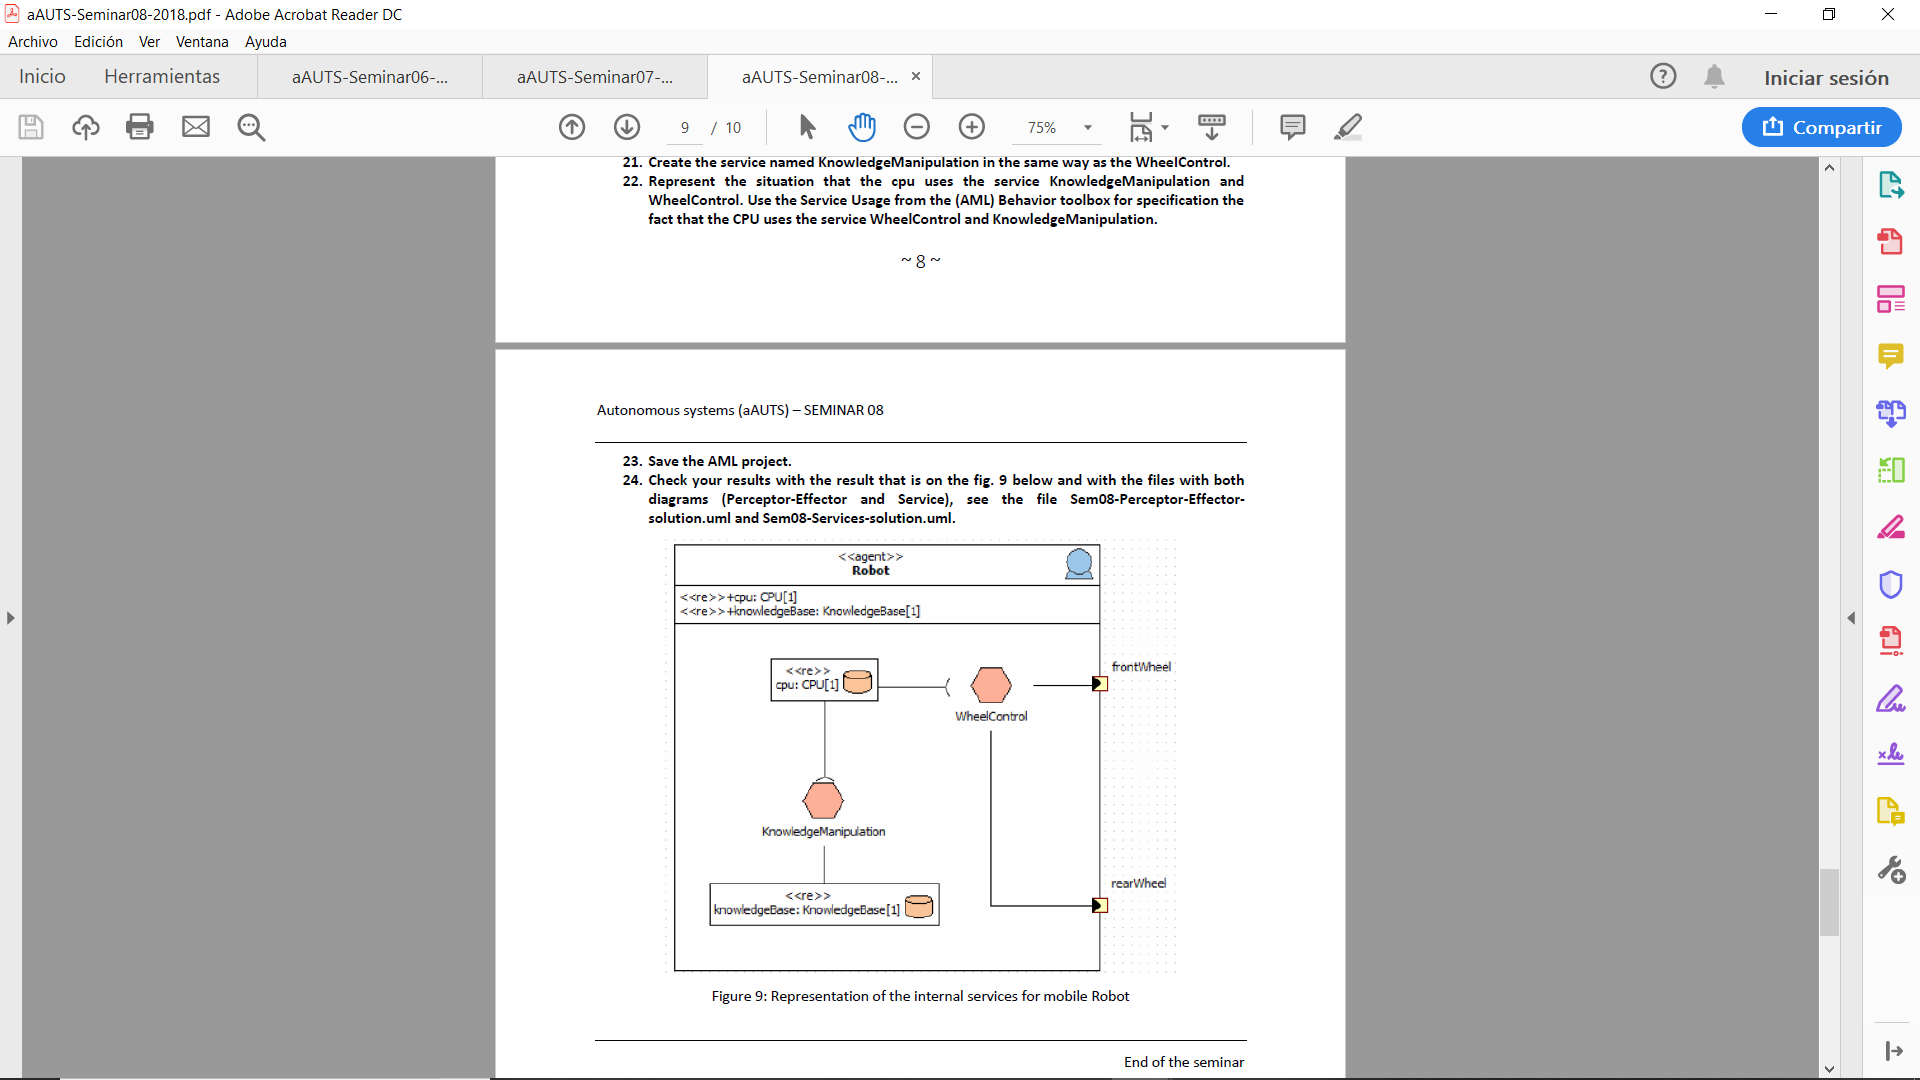 aAUTS-Seminar08-2018.pdf - Adobe Acrobat Reader DC
Archivo Edición Ver Ventana Ayuda
Inicio Herramientas aAUTS-Seminar06-... aAUTS-Seminar07-... aAUTS-Seminar08-... × Iniciar sesión
9 / 10 75% Compartir
21. Create the service named KnowledgeManipulation in the same way as the WheelControl.
22. Represent the situation that the cpu uses the service KnowledgeManipulation and
WheelControl. Use the Service Usage from the (AML) Behavior toolbox for specification the
fact that the CPU uses the service WheelControl and KnowledgeManipulation.
~ 8 ~
Autonomous systems (aAUTS) – SEMINAR 08
23. Save the AML project.
24. Check your results with the result that is on the fig. 9 below and with the files with both
diagrams (Perceptor-Effector and Service), see the file Sem08-Perceptor-Effector-
solution.uml and Sem08-Services-solution.uml.
<<agent>>
Robot
<<re>>+cpu: CPU[1]
<<re>>+knowledgeBase: KnowledgeBase[1]
<<re>>
cpu: CPU[1]
frontWheel
WheelControl
KnowledgeManipulation
rearWheel
<<re>>
knowledgeBase: KnowledgeBase[1]
Figure 9: Representation of the internal services for mobile Robot
End of the seminar